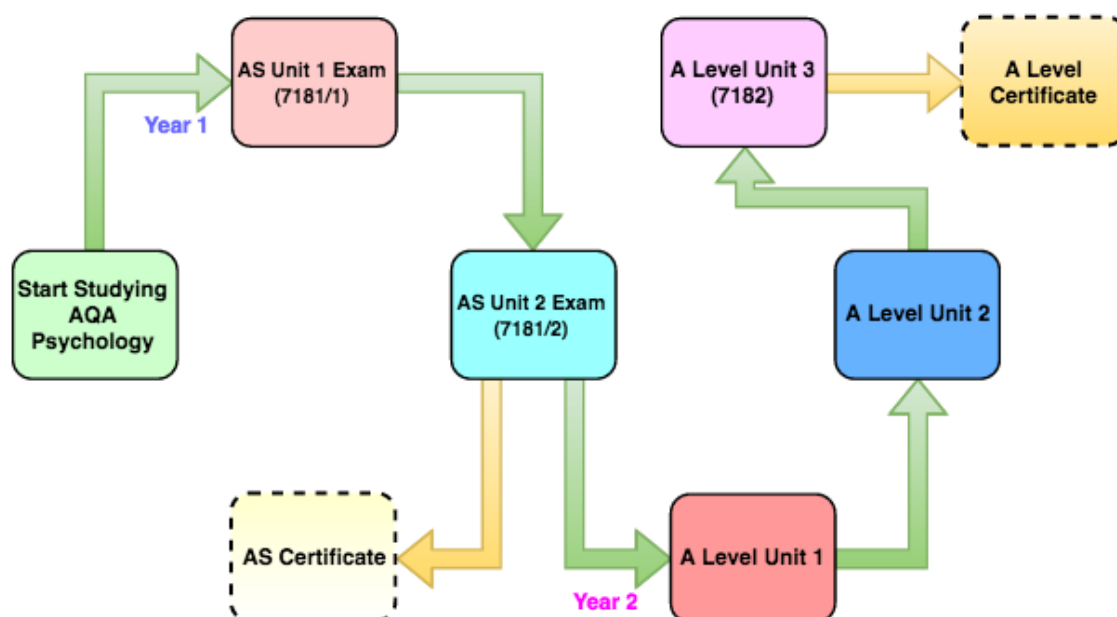 AS Unit 1 Exam
(7181/1)
A Level Unit 3
(7182)
A Level
Certificate
Year 1
Start Studying
AQA
Psychology
AS Unit 2 Exam
(7181/2)
A Level Unit 2
AS Certificate
A Level Unit 1
Year 2